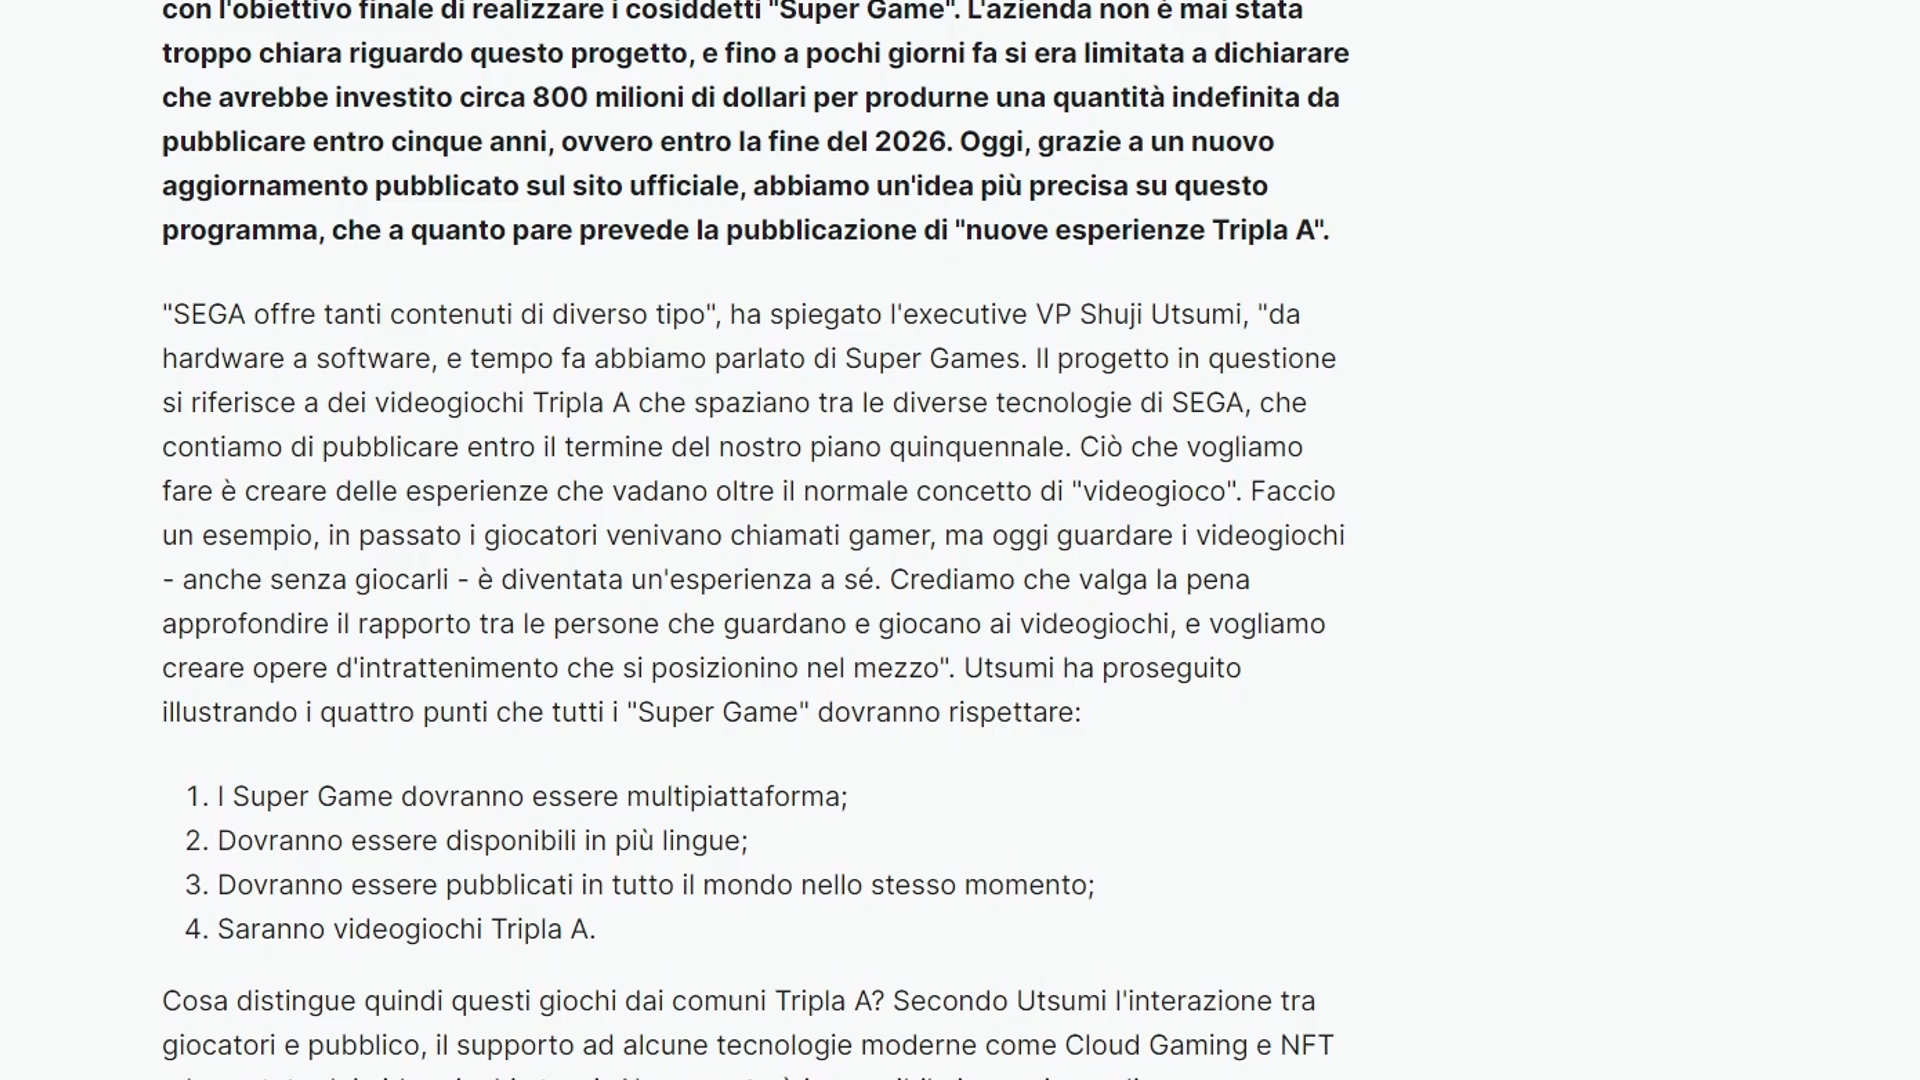 con l'obiettivo finale di realizzare i cosiddetti "Super Game". L'azienda non è mai stata
troppo chiara riguardo questo progetto, e fino a pochi giorni fa si era limitata a dichiarare
che avrebbe investito circa 800 milioni di dollari per produrne una quantità indefinita da
pubblicare entro cinque anni, ovvero entro la fine del 2026. Oggi, grazie a un nuovo
aggiornamento pubblicato sul sito ufficiale, abbiamo un'idea più precisa su questo
programma, che a quanto pare prevede la pubblicazione di "nuove esperienze Tripla A".
"SEGA offre tanti contenuti di diverso tipo", ha spiegato l'executive VP Shuji Utsumi, "da
hardware a software, e tempo fa abbiamo parlato di Super Games. Il progetto in questione
si riferisce a dei videogiochi Tripla A che spaziano tra le diverse tecnologie di SEGA, che
contiamo di pubblicare entro il termine del nostro piano quinquennale. Ciò che vogliamo
fare è creare delle esperienze che vadano oltre il normale concetto di "videogioco". Faccio
un esempio, in passato i giocatori venivano chiamati gamer, ma oggi guardare i videogiochi
- anche senza giocarli - è diventata un'esperienza a sé. Crediamo che valga la pena
approfondire il rapporto tra le persone che guardano e giocano ai videogiochi, e vogliamo
creare opere d'intrattenimento che si posizionino nel mezzo". Utsumi ha proseguito
illustrando i quattro punti che tutti i "Super Game" dovranno rispettare:
1. I Super Game dovranno essere multipiattaforma;
2. Dovranno essere disponibili in più lingue;
3. Dovranno essere pubblicati in tutto il mondo nello stesso momento;
4. Saranno videogiochi Tripla A.
Cosa distingue quindi questi giochi dai comuni Tripla A? Secondo Utsumi l'interazione tra
giocatori e pubblico, il supporto ad alcune tecnologie moderne come Cloud Gaming e NFT